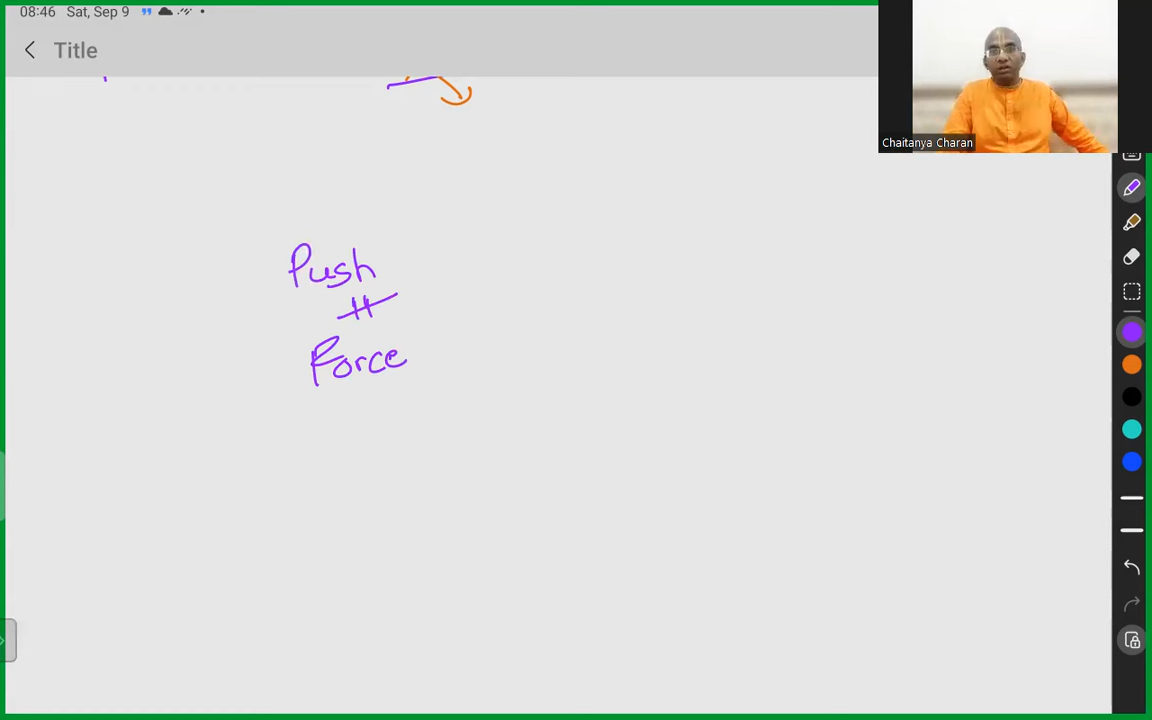 08:46 Sat, Sep 9
Title
Chaitanya Charan
Push
≠
Force